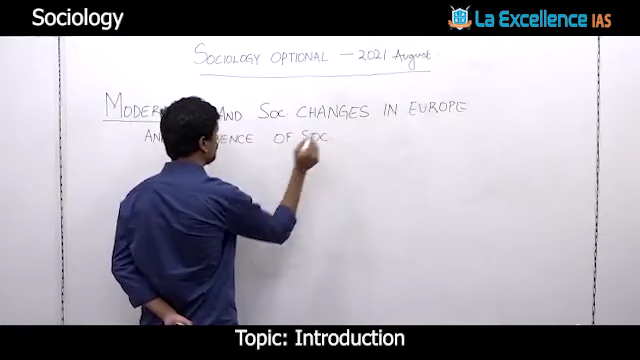 Sociology
La Excellence IAS
SOCIOLOGY OPTIONAL — 2021 August
MODER AND SOC. CHANGES IN EUROPE
AN ENCE OF SOC.
Topic: Introduction